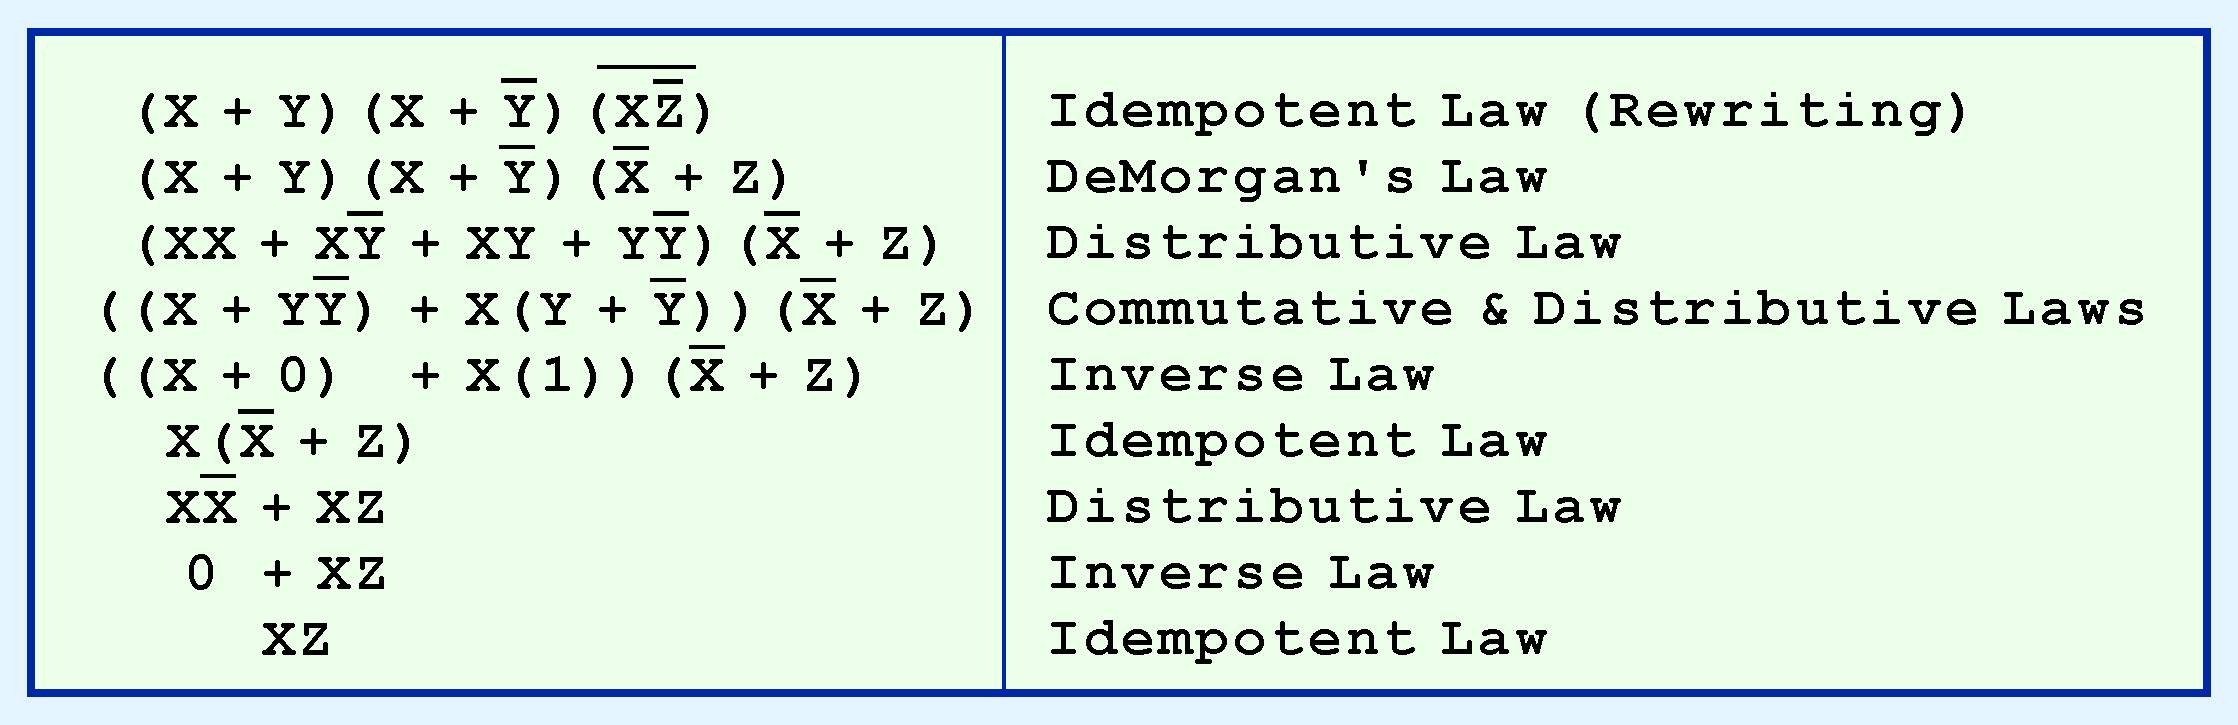 (X + Y)(X + Y̅)(X̅Z̿) Idempotent Law (Rewriting)
(X + Y)(X + Y̅)(X̅ + Z) DeMorgan's Law
(XX + XY̅ + XY + YY̅)(X̅ + Z) Distributive Law
((X + YY̅) + X(Y + Y̅))(X̅ + Z) Commutative & Distributive Laws
((X + 0) + X(1))(X̅ + Z) Inverse Law
X(X̅ + Z) Idempotent Law
XX̅ + XZ Distributive Law
0 + XZ Inverse Law
XZ Idempotent Law